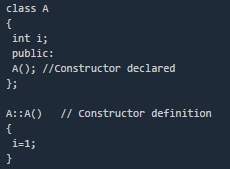 class A
{
 int i;
 public:
 A(); //Constructor declared
};

A::A()   // Constructor definition
{
 i=1;
}